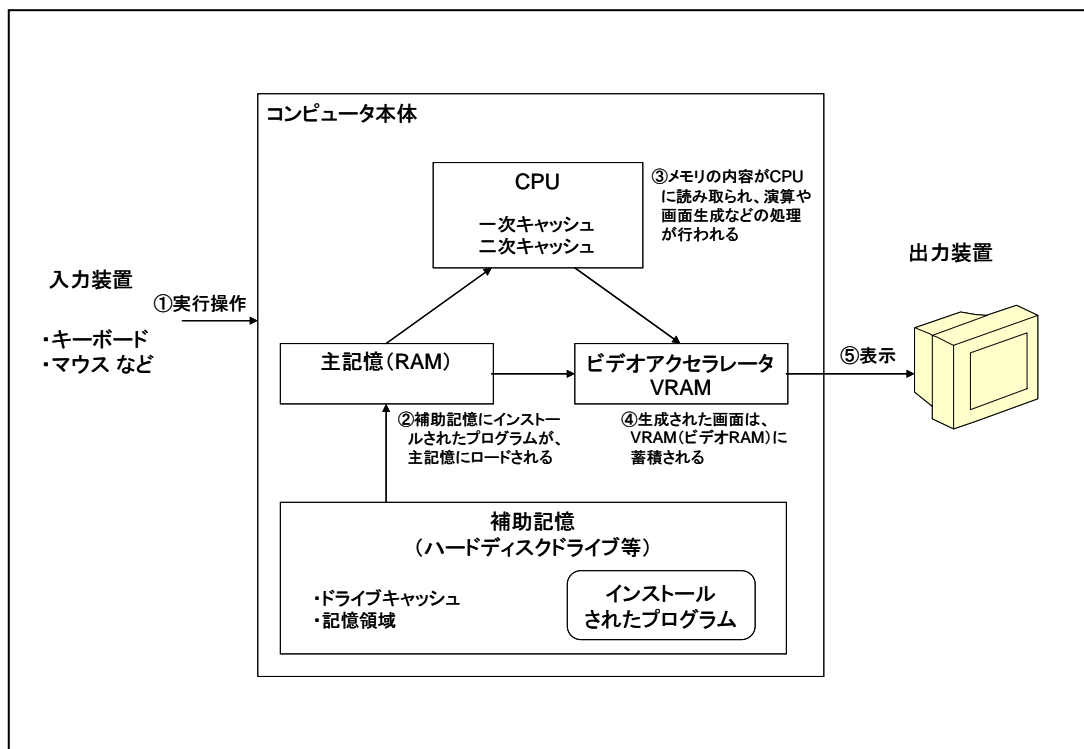 コンピュータ本体
CPU
一次キャッシュ
二次キャッシュ
③メモリの内容がCPU
に読み取られ、演算や
画面生成などの処理
が行われる
入力装置
・キーボード
・マウス など
①実行操作
主記憶(RAM)
②補助記憶にインストー
ルされたプログラムが、
主記憶にロードされる
ビデオアクセラレータ
VRAM
④生成された画面は、
VRAM(ビデオRAM)に
蓄積される
⑤表示
出力装置
補助記憶
(ハードディスクドライブ等)
・ドライブキャッシュ
・記憶領域
インストール
されたプログラム